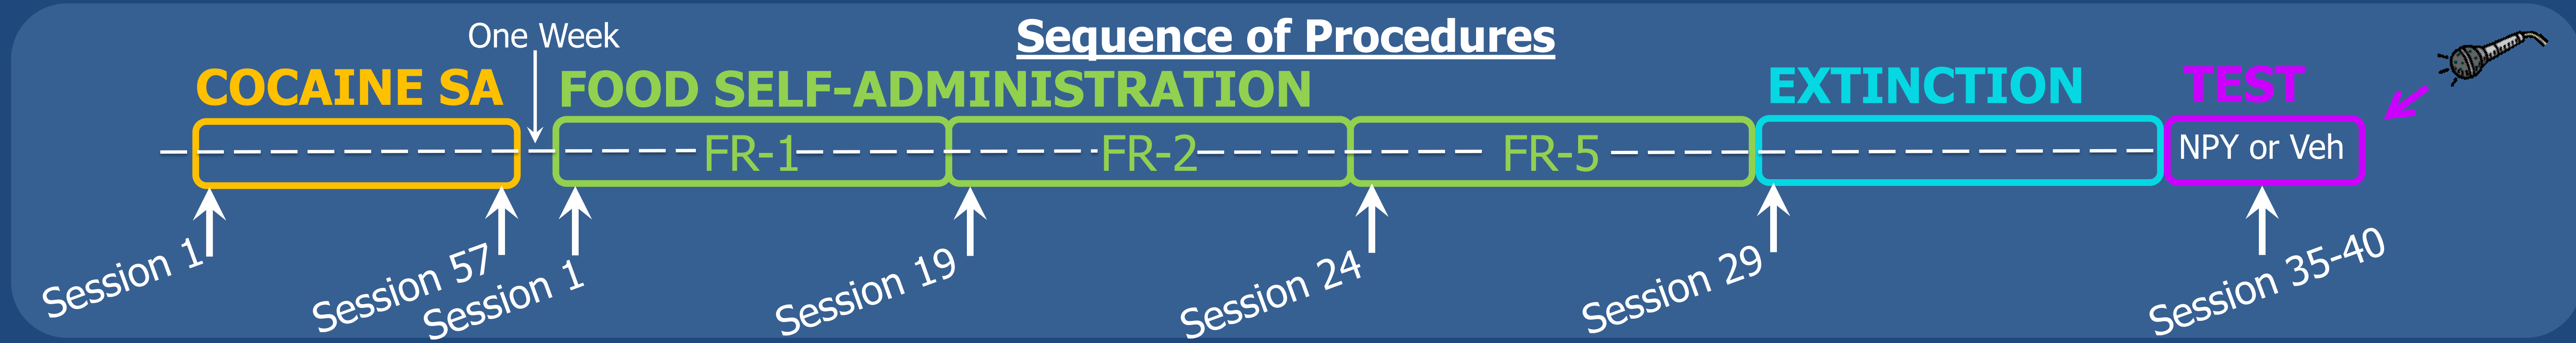 Sequence of Procedures
One Week
COCAINE SA
FOOD SELF-ADMINISTRATION
EXTINCTION
TEST
FR-1
FR-2
FR-5
NPY or Veh
Session 1
Session 57
Session 1
Session 19
Session 24
Session 29
Session 35-40